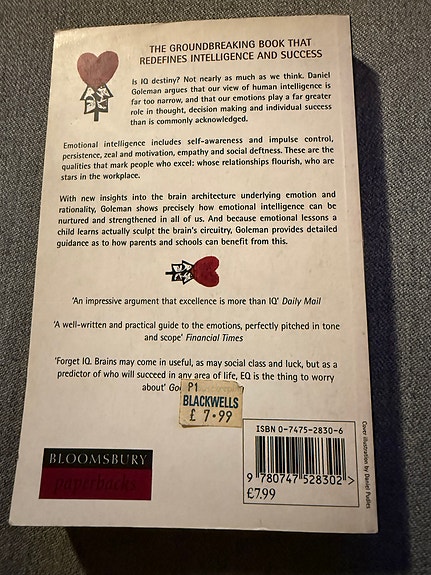 THE GROUNDBREAKING BOOK THAT
REDEFINES INTELLIGENCE AND SUCCESS
Is IQ destiny? Not nearly as much as we think. Daniel
Goleman argues that our view of human intelligence is
far too narrow, and that our emotions play a far greater
role in thought, decision making and individual success
than is commonly acknowledged.
Emotional intelligence includes self-awareness and impulse control,
persistence, zeal and motivation, empathy and social deftness. These are the
qualities that mark people who excel: whose relationships flourish, who are
stars in the workplace.
With new insights into the brain architecture underlying emotion and
rationality, Goleman shows precisely how emotional intelligence can be
nurtured and strengthened in all of us. And because emotional lessons a
child learns actually sculpt the brain's circuitry, Goleman provides detailed
guidance as to how parents and schools can benefit from this.
'An impressive argument that excellence is more than IQ' Daily Mail
'A well-written and practical guide to the emotions, perfectly pitched in tone
and scope' Financial Times
'Forget IQ. Brains may come in useful, as may social class and luck, but as a
predictor of who will succeed in any area of life, EQ is the thing to worry
about'
P1
BLACKWELLS
£ 7.99
ISBN 0-7475-2830-6
9 780747 528302 >
£7.99
BLOOMSBURY
paperbacks
Cover illustration by Daniel Pudles